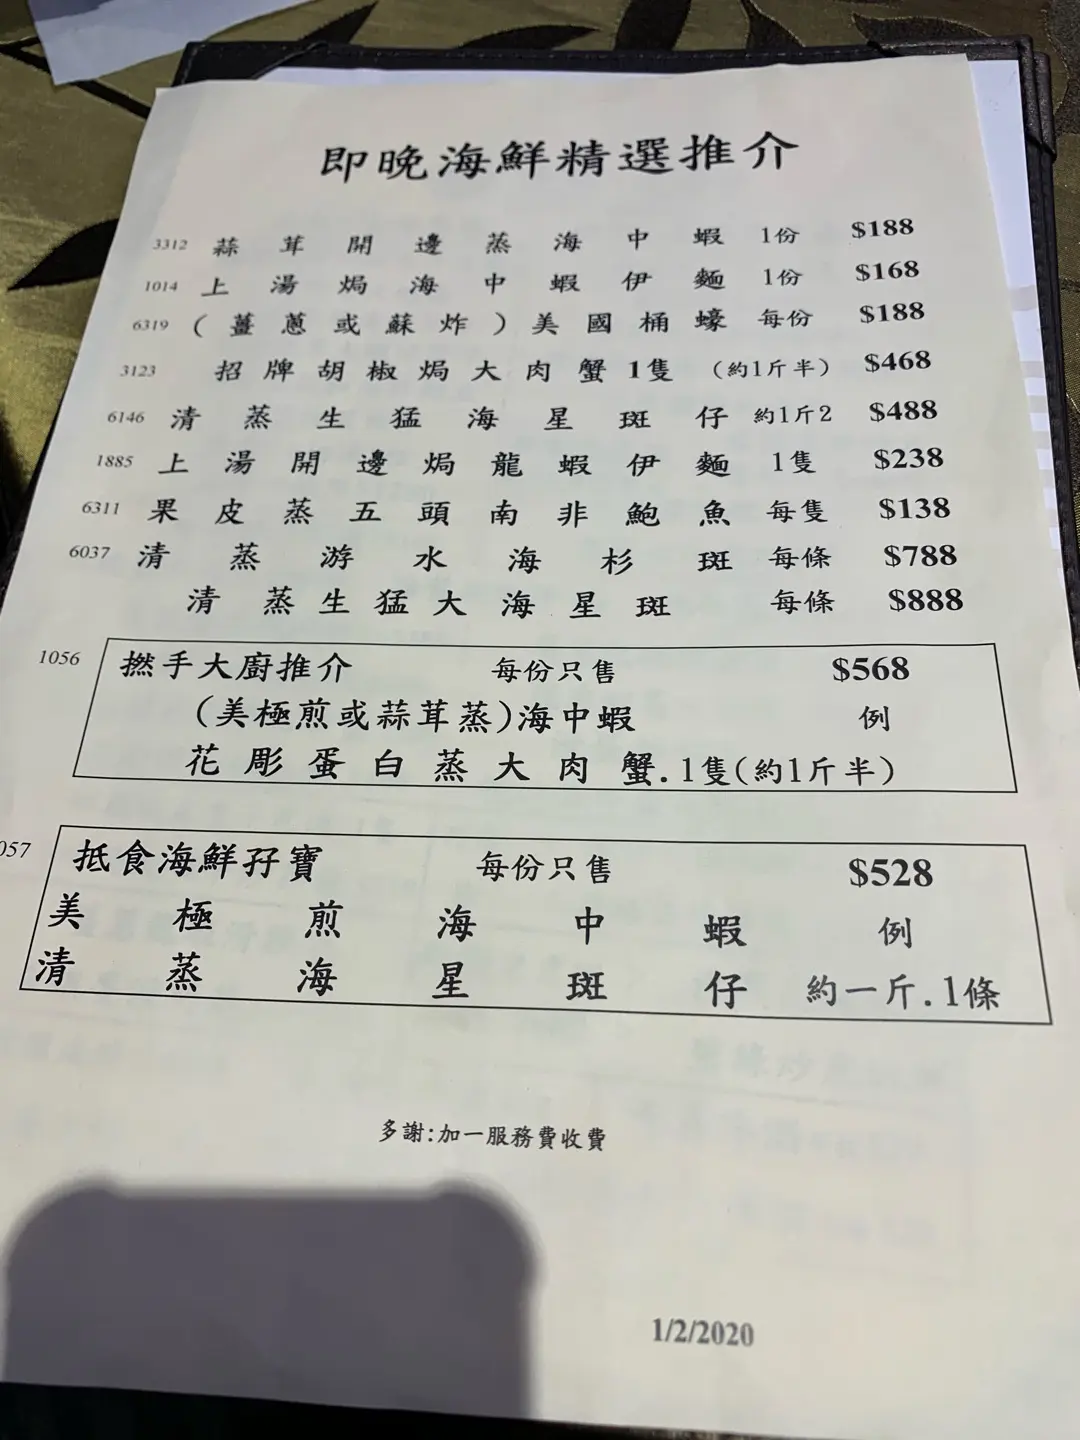 即晚海鮮精選推介
3312 蒜茸開邊蒸海中蝦 1份 $188
1014 上湯焗海中蝦伊麵 1份 $168
6319 (薑蔥或蘇炸)美國桶蠔 每份 $188
3123 招牌胡椒焗大肉蟹1隻 (約1斤半) $468
6146 清蒸生猛海星斑仔 約1斤2 $488
1885 上湯開邊焗龍蝦伊麵 1隻 $238
6311 果皮蒸五頭南非鮑魚 每隻 $138
6037 清蒸游水海杉斑 每條 $788
清蒸生猛大海星斑 每條 $888
1056 撚手大廚推介 每份只售 $568
(美極煎或蒜茸蒸)海中蝦 例
花彫蛋白蒸大肉蟹.1隻(約1斤半)
057 抵食海鮮孖寶 每份只售 $528
美極煎海中蝦 例
清蒸海星斑仔 約一斤.1條
多謝:加一服務費收費
1/2/2020